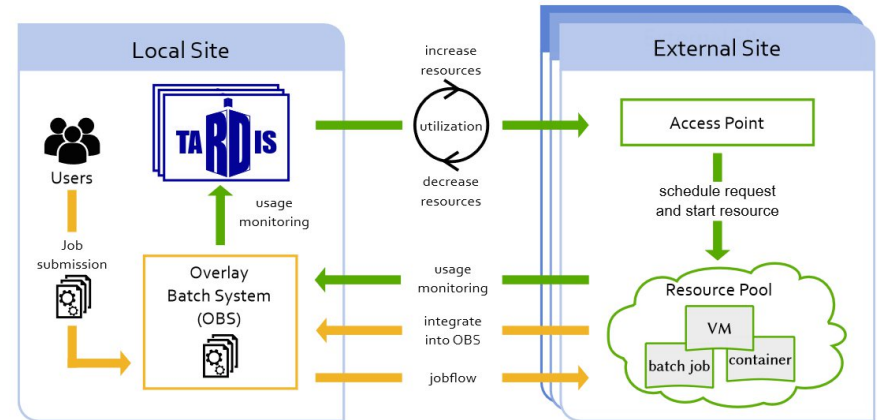 Local Site
TARDIS
Users
usage
monitoring
Job
submission
Overlay
Batch System
(OBS)
increase
resources
utilization
decrease
resources
usage
monitoring
integrate
into OBS
jobflow
External Site
Access Point
schedule request
and start resource
Resource Pool
VM
batch job
container